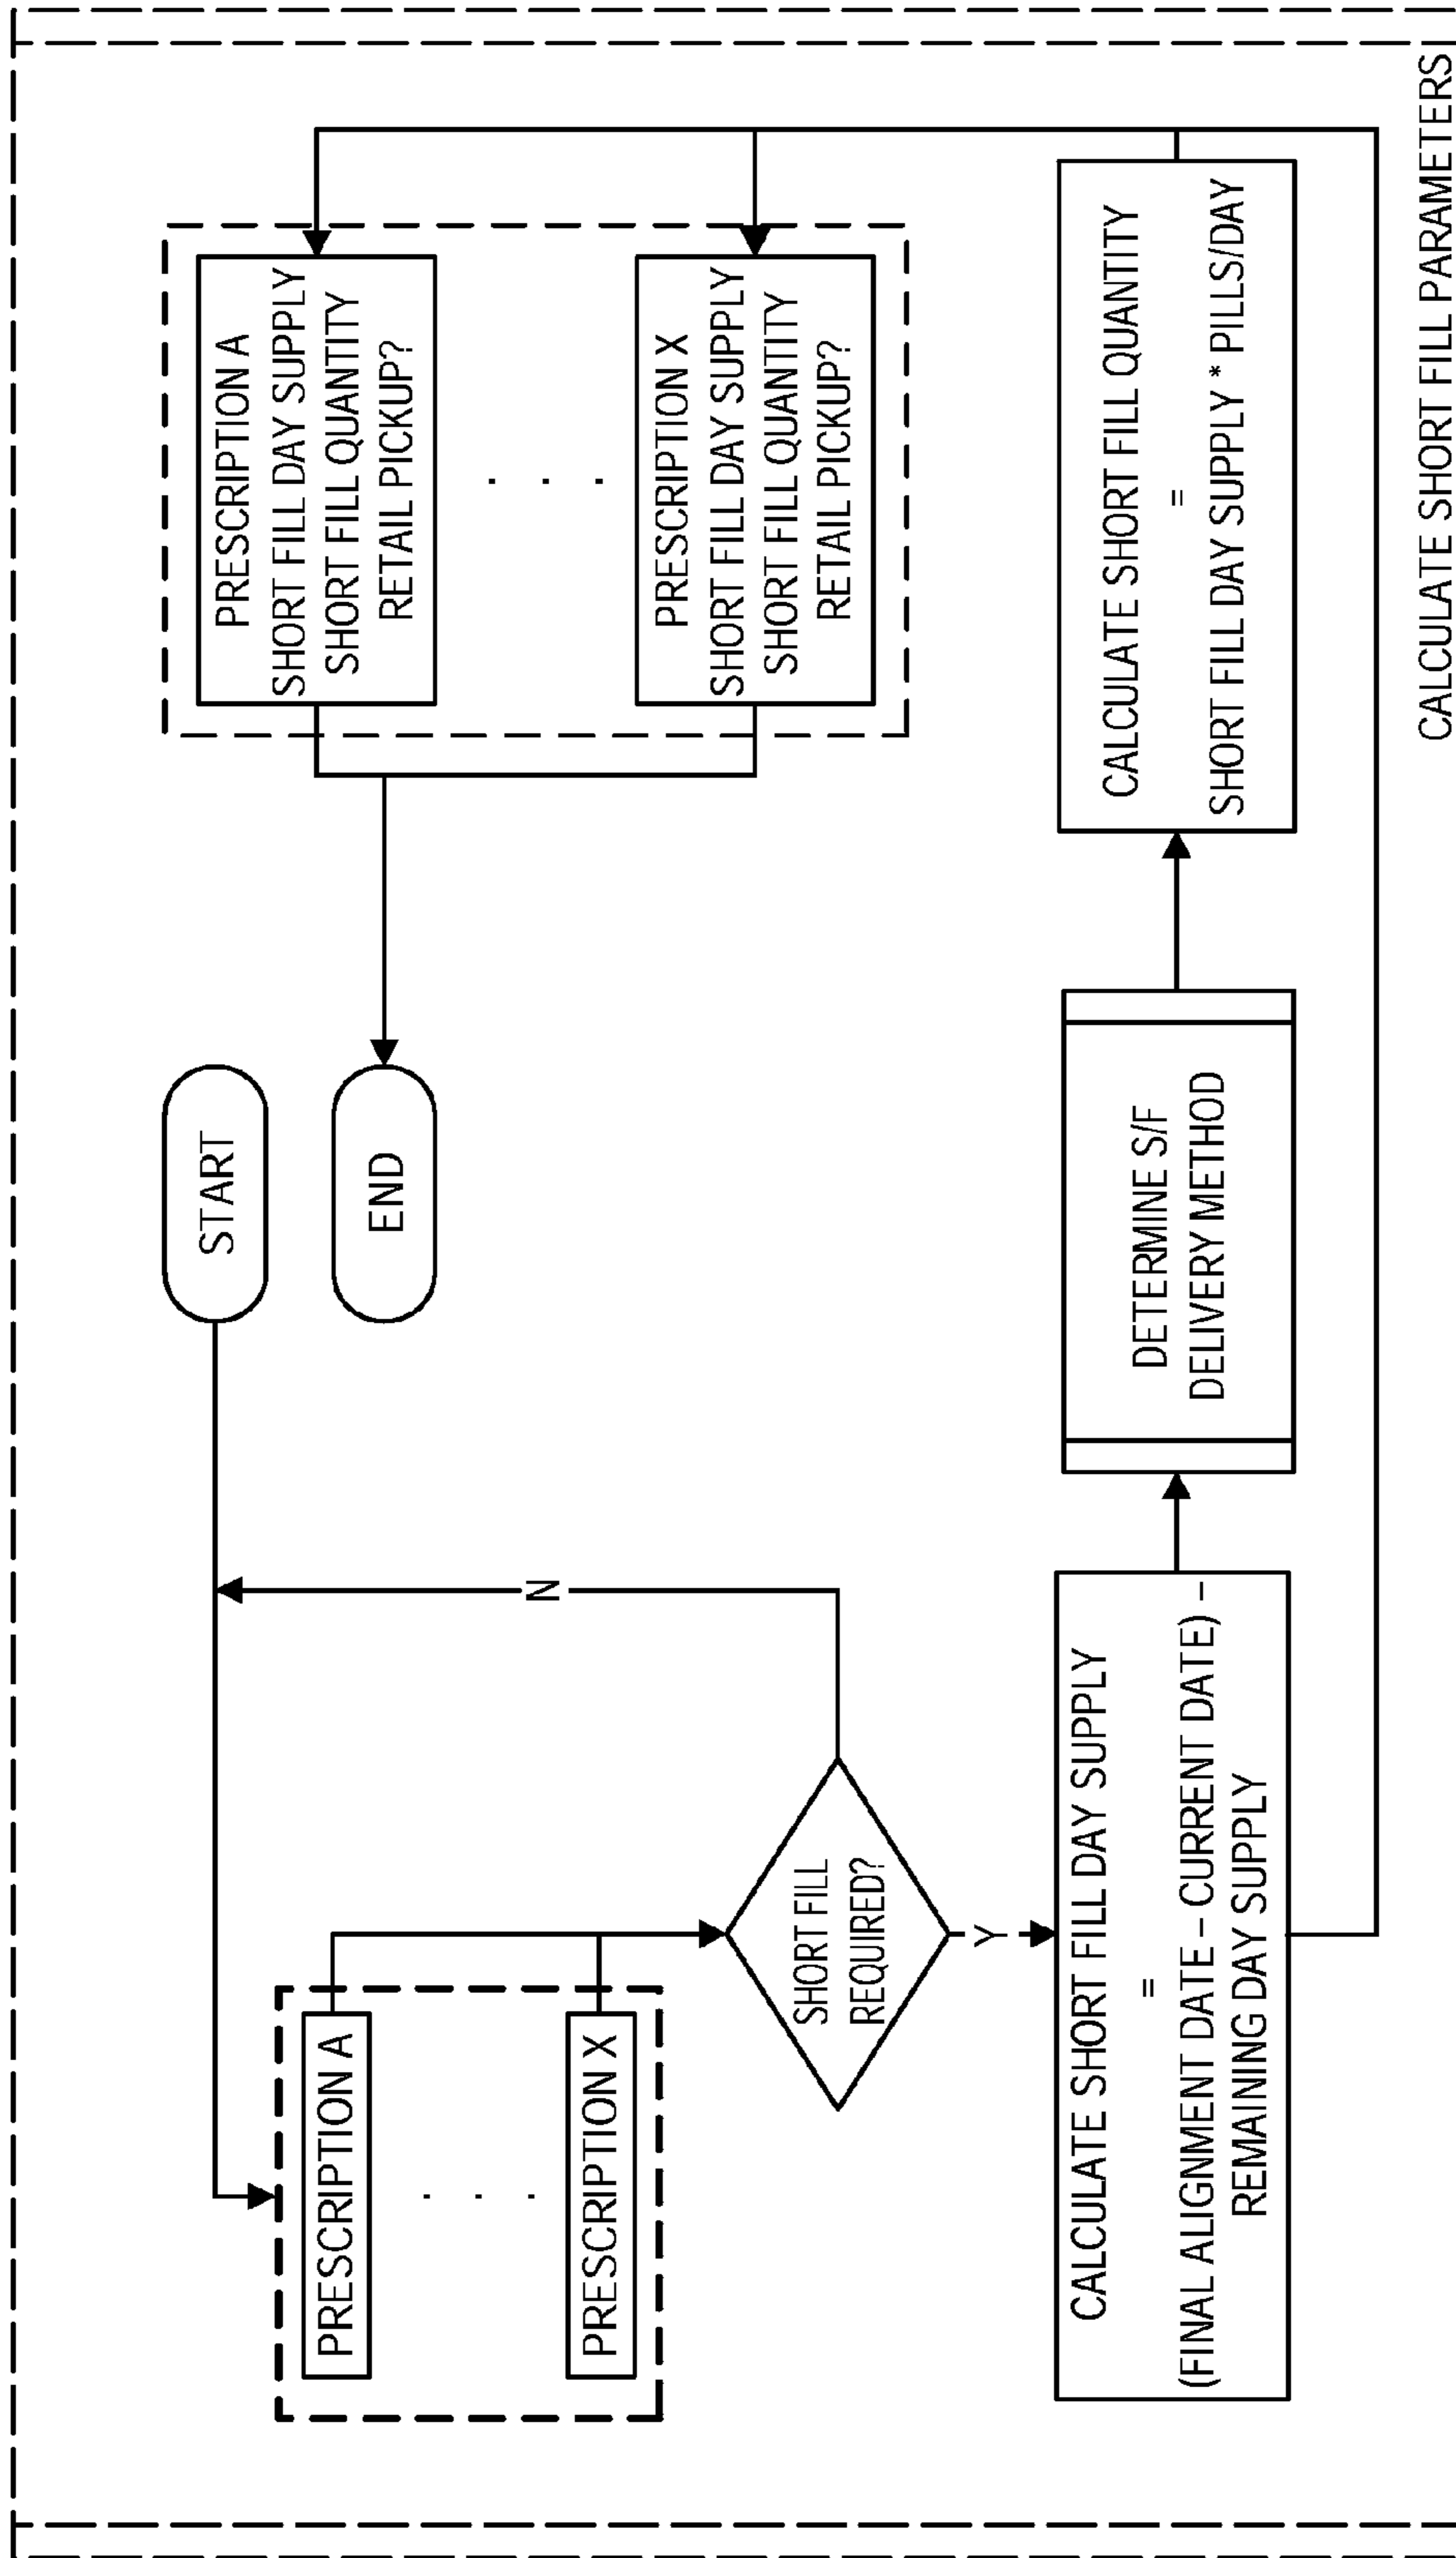 START
END
PRESCRIPTION A
. . .
PRESCRIPTION X
SHORT FILL
REQUIRED?
N
Y
CALCULATE SHORT FILL DAY SUPPLY
=
(FINAL ALIGNMENT DATE – CURRENT DATE) –
REMAINING DAY SUPPLY
DETERMINE S/F
DELIVERY METHOD
CALCULATE SHORT FILL QUANTITY
=
SHORT FILL DAY SUPPLY * PILLS/DAY
PRESCRIPTION A
SHORT FILL DAY SUPPLY
SHORT FILL QUANTITY
RETAIL PICKUP?
. . .
PRESCRIPTION X
SHORT FILL DAY SUPPLY
SHORT FILL QUANTITY
RETAIL PICKUP?
CALCULATE SHORT FILL PARAMETERS